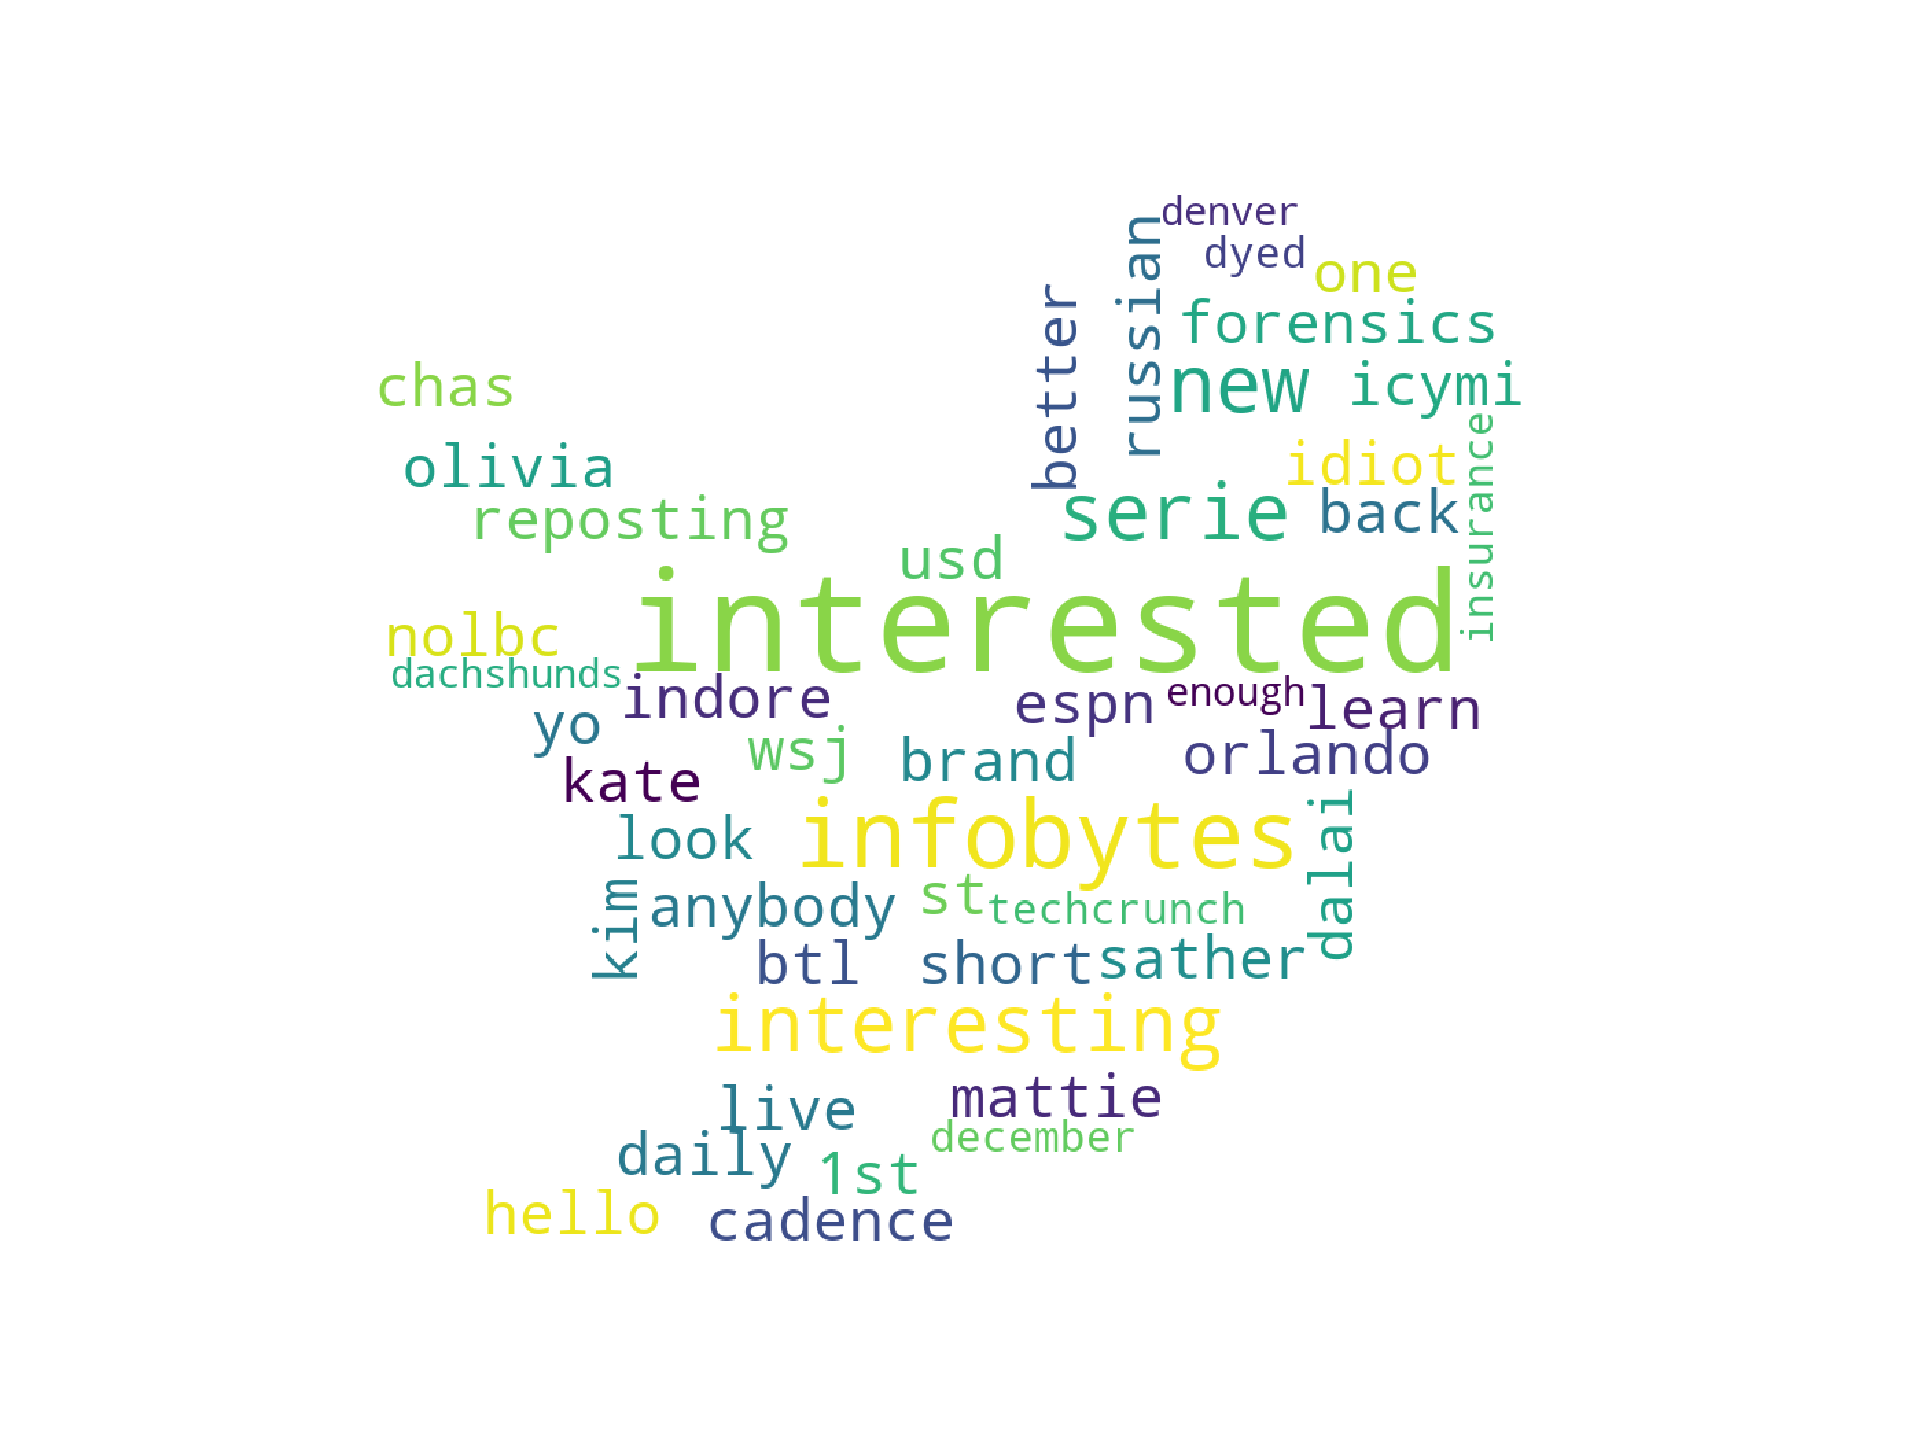 denver
dyed
one
russian
better
forensics
chas
new
icymi
olivia
idiot
insurance
reposting
serie
back
usd
interested
nolbc
dachshunds
indore
espn
enough
learn
yo
wsj
brand
orlando
kate
look
infobytes
dalai
kim
anybody
st
techcrunch
btl
short
sather
interesting
live
mattie
daily
december
1st
hello
cadence